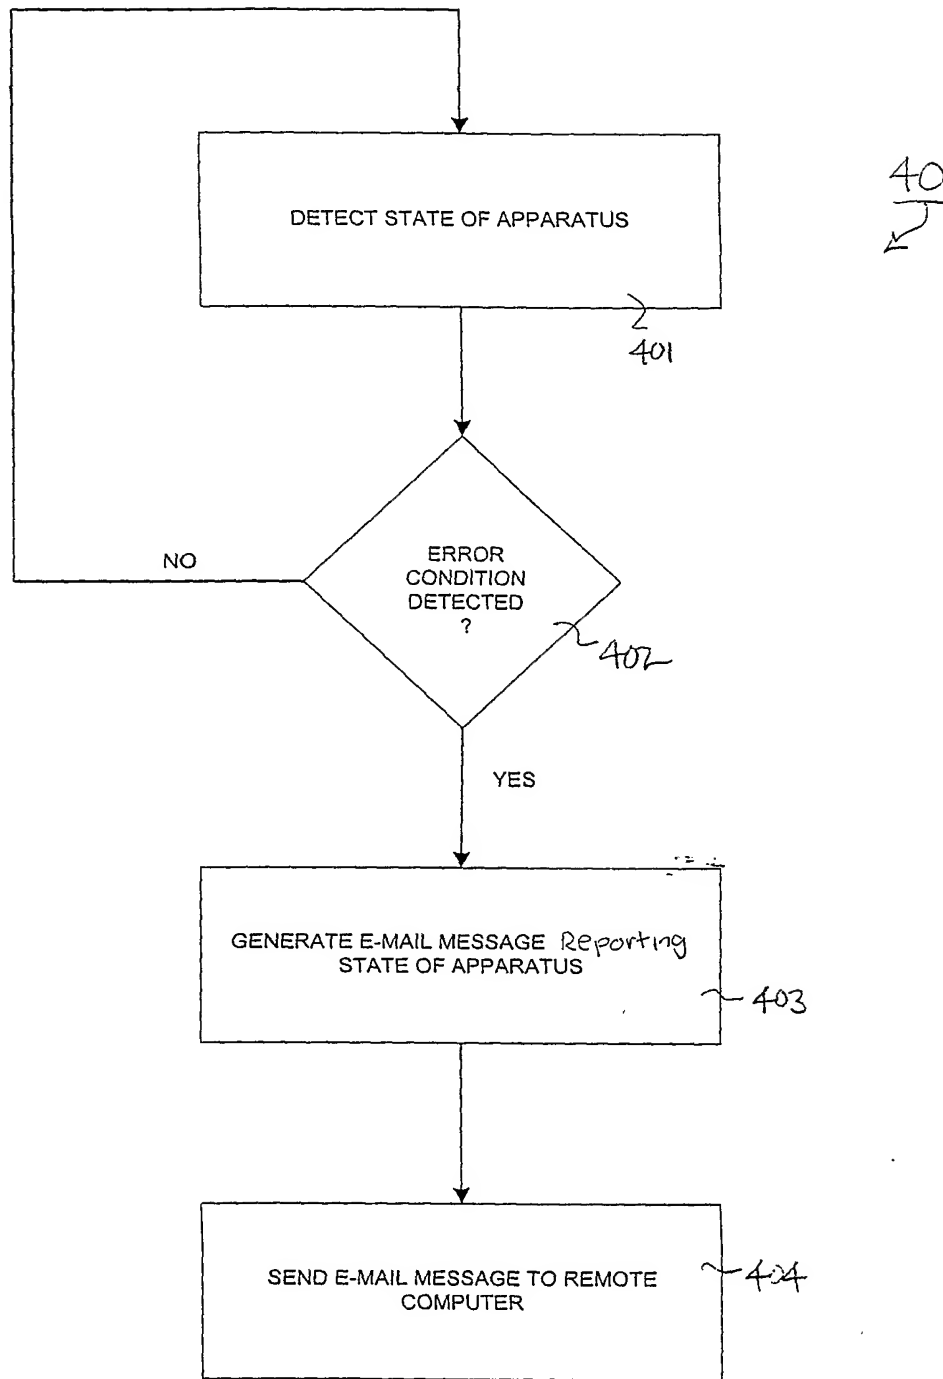 DETECT STATE OF APPARATUS
40
401
NO
ERROR
CONDITION
DETECTED
?
402
YES
GENERATE E-MAIL MESSAGE Reporting
STATE OF APPARATUS
403
SEND E-MAIL MESSAGE TO REMOTE
COMPUTER
404